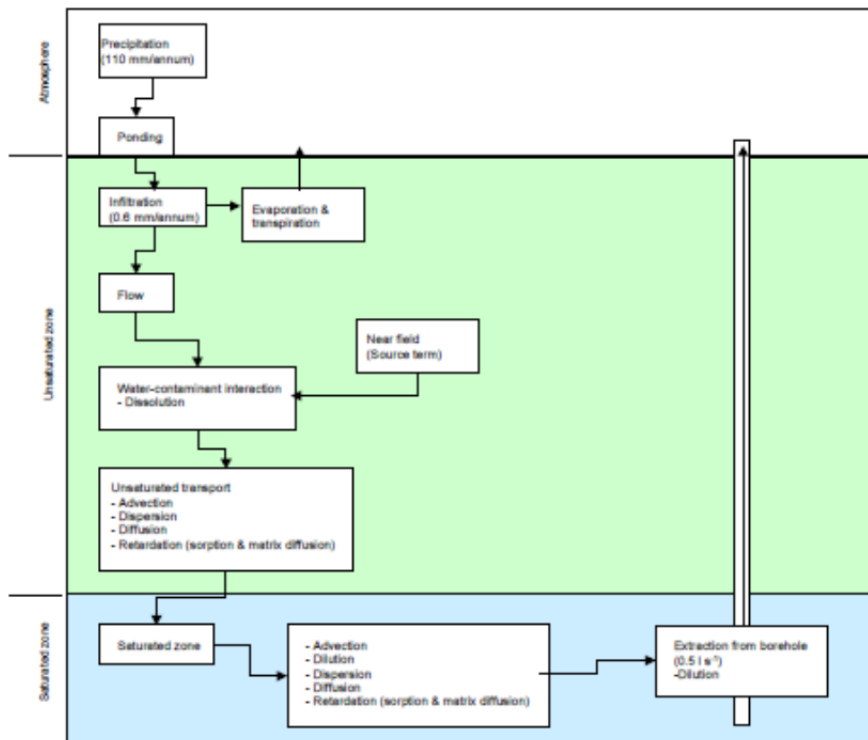 Atmosphere
Precipitation
(110 mm/annum)
Ponding
Unsaturated zone
Infiltration
(0.6 mm/annum)
Evaporation &
transpiration
Flow
Near field
(Source term)
Water-contaminant interaction
- Dissolution
Unsaturated transport
- Advection
- Dispersion
- Diffusion
- Retardation (sorption & matrix diffusion)
Saturated zone
Saturated zone
- Advection
- Dilution
- Dispersion
- Diffusion
- Retardation (sorption & matrix diffusion)
Extraction from borehole
(0.5 l s⁻¹)
-Dilution